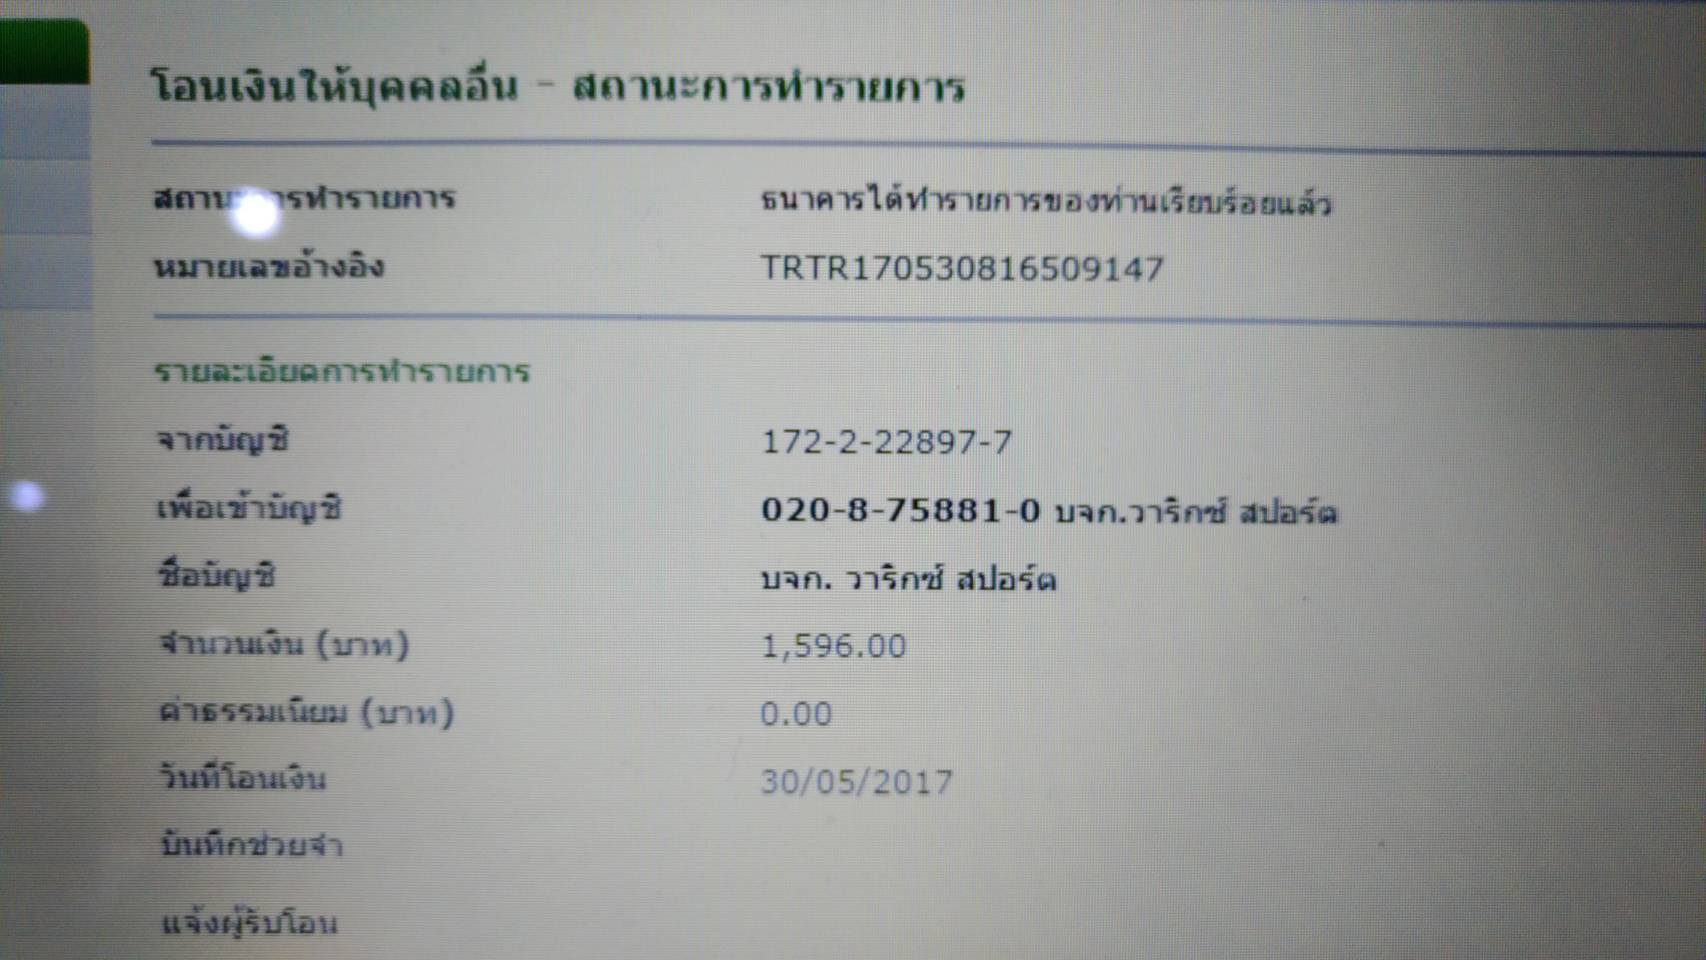 โอนเงินให้บุคคลอื่น - สถานะการทำรายการ
สถานะการทำรายการ ธนาคารได้ทำรายการของท่านเรียบร้อยแล้ว
หมายเลขอ้างอิง TRTR170530816509147
รายละเอียดการทำรายการ
จากบัญชี 172-2-22897-7
เพื่อเข้าบัญชี 020-8-75881-0 บจก.วาริกซ์ สปอร์ต
ชื่อบัญชี บจก. วาริกซ์ สปอร์ต
จำนวนเงิน (บาท) 1,596.00
ค่าธรรมเนียม (บาท) 0.00
วันที่โอนเงิน 30/05/2017
บันทึกช่วยจำ
แจ้งผู้รับโอน